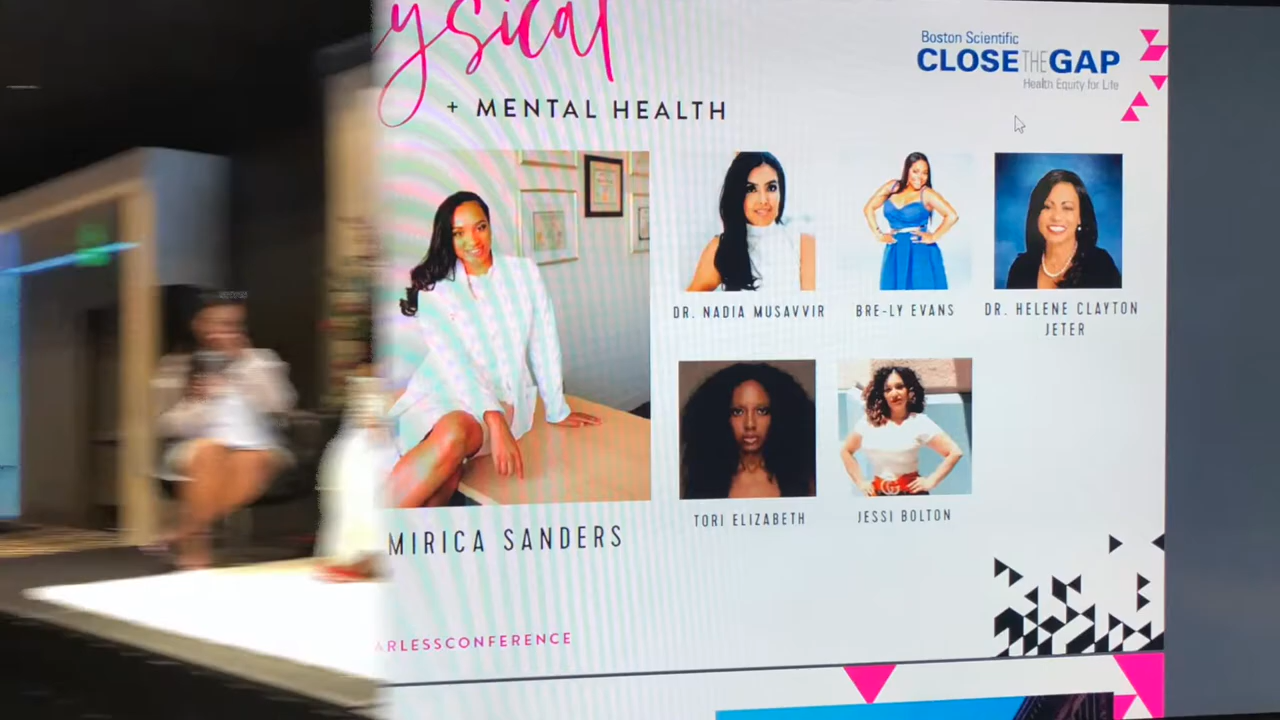 ysical
+ MENTAL HEALTH
Boston Scientific
CLOSE THE GAP
Health Equity for Life
DR. NADIA MUSAVVIR
BRE-LY EVANS
DR. HELENE CLAYTON
JETER
MIRICA SANDERS
TORI ELIZABETH
JESSI BOLTON
ARLESSCONFERENCE